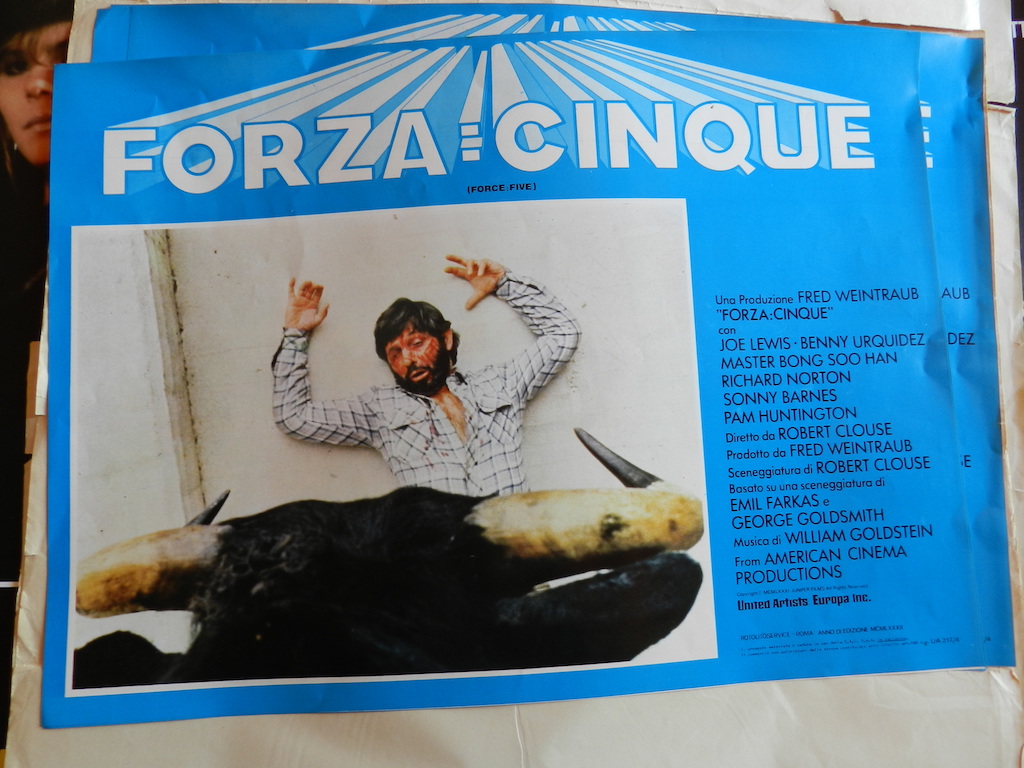 FORZA:CINQUE
(FORCE:FIVE)
Una Produzione FRED WEINTRAUB
"FORZA:CINQUE"
con
JOE LEWIS · BENNY URQUIDEZ
MASTER BONG SOO HAN
RICHARD NORTON
SONNY BARNES
PAM HUNTINGTON
Diretto da ROBERT CLOUSE
Prodotto da FRED WEINTRAUB
Sceneggiatura di ROBERT CLOUSE
Basato su una sceneggiatura di
EMIL FARKAS e
GEORGE GOLDSMITH
Musica di WILLIAM GOLDSTEIN
From AMERICAN CINEMA
PRODUCTIONS
United Artists Europa Inc.
E
AUB
DEZ
SE